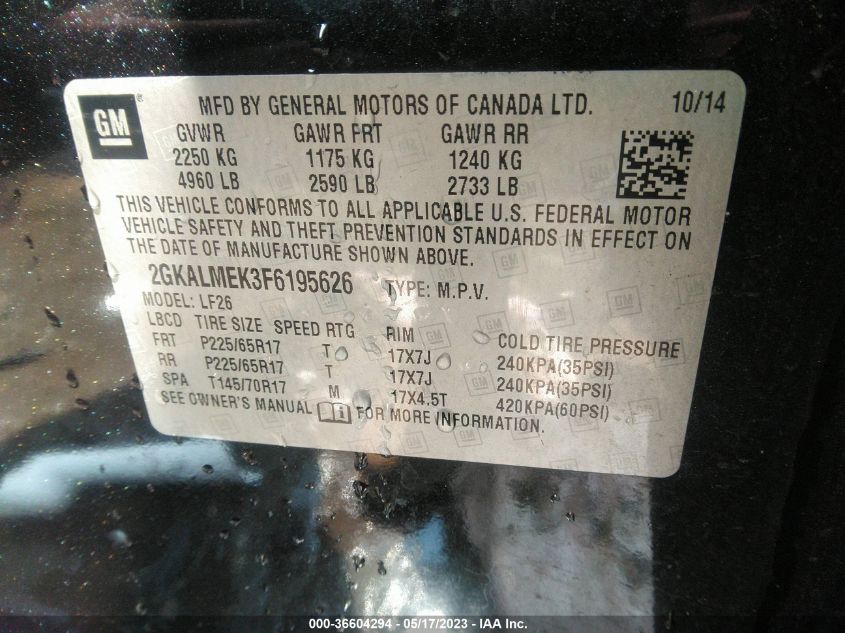 GM ® MFD BY GENERAL MOTORS OF CANADA LTD. 10/14
GVWR GAWR FRT GAWR RR
2250 KG 1175 KG 1240 KG
4960 LB 2590 LB 2733 LB
THIS VEHICLE CONFORMS TO ALL APPLICABLE U.S. FEDERAL MOTOR
VEHICLE SAFETY AND THEFT PREVENTION STANDARDS IN EFFECT ON
THE DATE OF MANUFACTURE SHOWN ABOVE.
2GKALMEK3F6195626 TYPE: M.P.V.
MODEL: LF26
LBCD TIRE SIZE SPEED RTG RIM COLD TIRE PRESSURE
FRT P225/65R17 T 17X7J 240KPA(35PSI)
RR P225/65R17 T 17X7J 240KPA(35PSI)
SPA T145/70R17 M 17X4.5T 420KPA(60PSI)
SEE OWNER'S MANUAL FOR MORE INFORMATION.
000-36604294 - 05/17/2023 - IAA Inc.